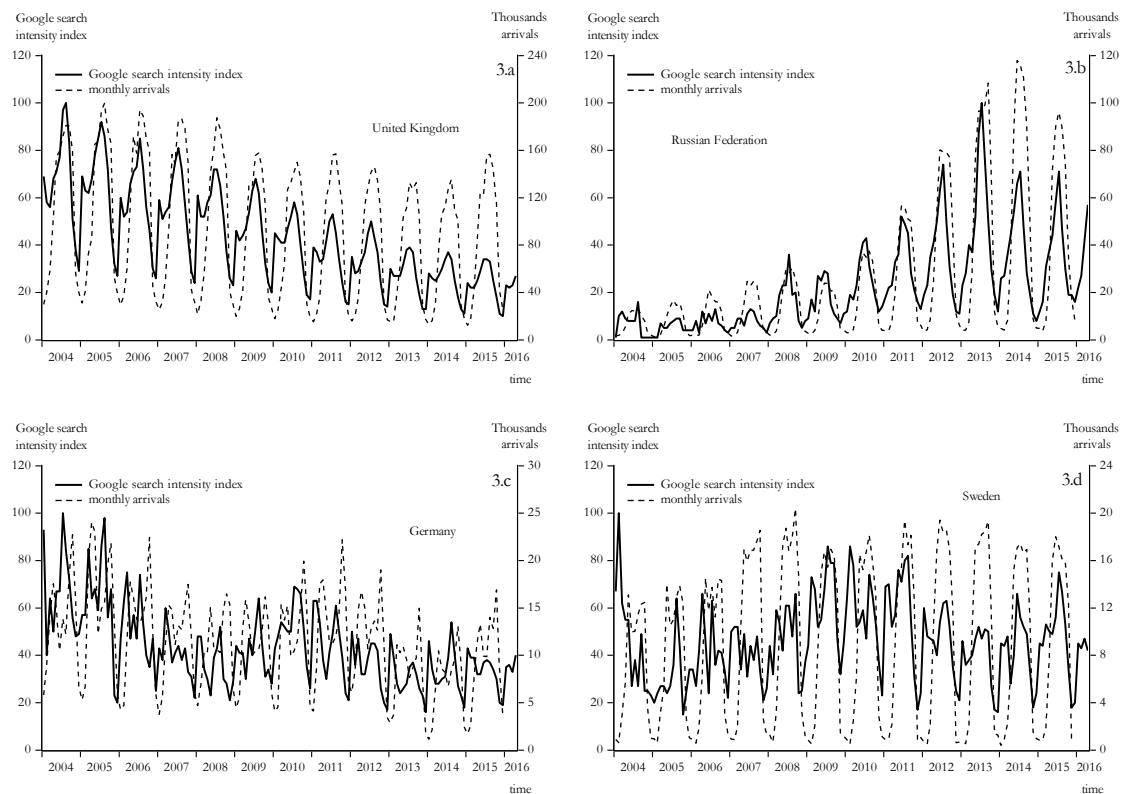 Google search
intensity index
Thousands
arrivals
120
100
80
60
40
20
0
240
200
160
120
80
40
0
Google search intensity index
monthly arrivals
3.a
United Kingdom
2004 2005 2006 2007 2008 2009 2010 2011 2012 2013 2014 2015 2016
time
Google search
intensity index
Thousands
arrivals
120
100
80
60
40
20
0
120
100
80
60
40
20
0
Google search intensity index
monthly arrivals
3.b
Russian Federation
2004 2005 2006 2007 2008 2009 2010 2011 2012 2013 2014 2015 2016
time
Google search
intensity index
Thousands
arrivals
120
100
80
60
40
20
0
30
25
20
15
10
5
0
Google search intensity index
monthly arrivals
3.c
Germany
2004 2005 2006 2007 2008 2009 2010 2011 2012 2013 2014 2015 2016
time
Google search
intensity index
Thousands
arrivals
120
100
80
60
40
20
0
24
20
16
12
8
4
0
Google search intensity index
monthly arrivals
3.d
Sweden
2004 2005 2006 2007 2008 2009 2010 2011 2012 2013 2014 2015 2016
time